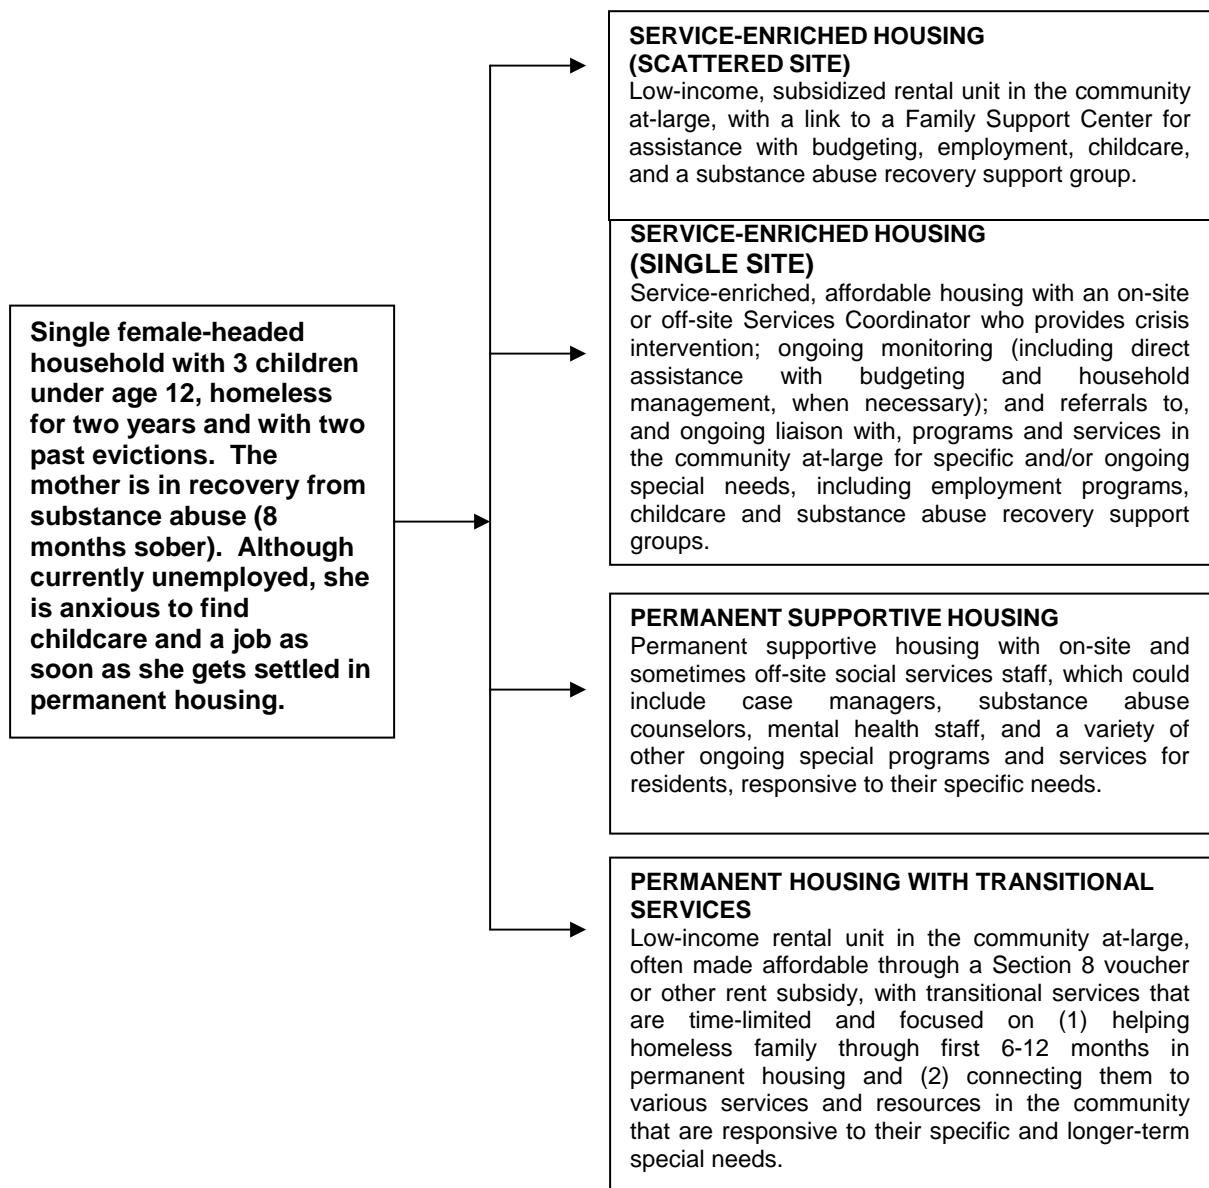 Single female-headed
household with 3 children
under age 12, homeless
for two years and with two
past evictions.  The
mother is in recovery from
substance abuse (8
months sober).  Although
currently unemployed, she
is anxious to find
childcare and a job as
soon as she gets settled in
permanent housing.
SERVICE-ENRICHED HOUSING
(SCATTERED SITE)
Low-income, subsidized rental unit in the community
at-large, with a link to a Family Support Center for
assistance with budgeting, employment, childcare,
and a substance abuse recovery support group.
SERVICE-ENRICHED HOUSING
(SINGLE SITE)
Service-enriched, affordable housing with an on-site
or off-site Services Coordinator who provides crisis
intervention; ongoing monitoring (including direct
assistance with budgeting and household
management, when necessary); and referrals to,
and ongoing liaison with, programs and services in
the community at-large for specific and/or ongoing
special needs, including employment programs,
childcare and substance abuse recovery support
groups.
PERMANENT SUPPORTIVE HOUSING
Permanent supportive housing with on-site and
sometimes off-site social services staff, which could
include case managers, substance abuse
counselors, mental health staff, and a variety of
other ongoing special programs and services for
residents, responsive to their specific needs.
PERMANENT HOUSING WITH TRANSITIONAL
SERVICES
Low-income rental unit in the community at-large,
often made affordable through a Section 8 voucher
or other rent subsidy, with transitional services that
are time-limited and focused on (1) helping
homeless family through first 6-12 months in
permanent housing and (2) connecting them to
various services and resources in the community
that are responsive to their specific and longer-term
special needs.